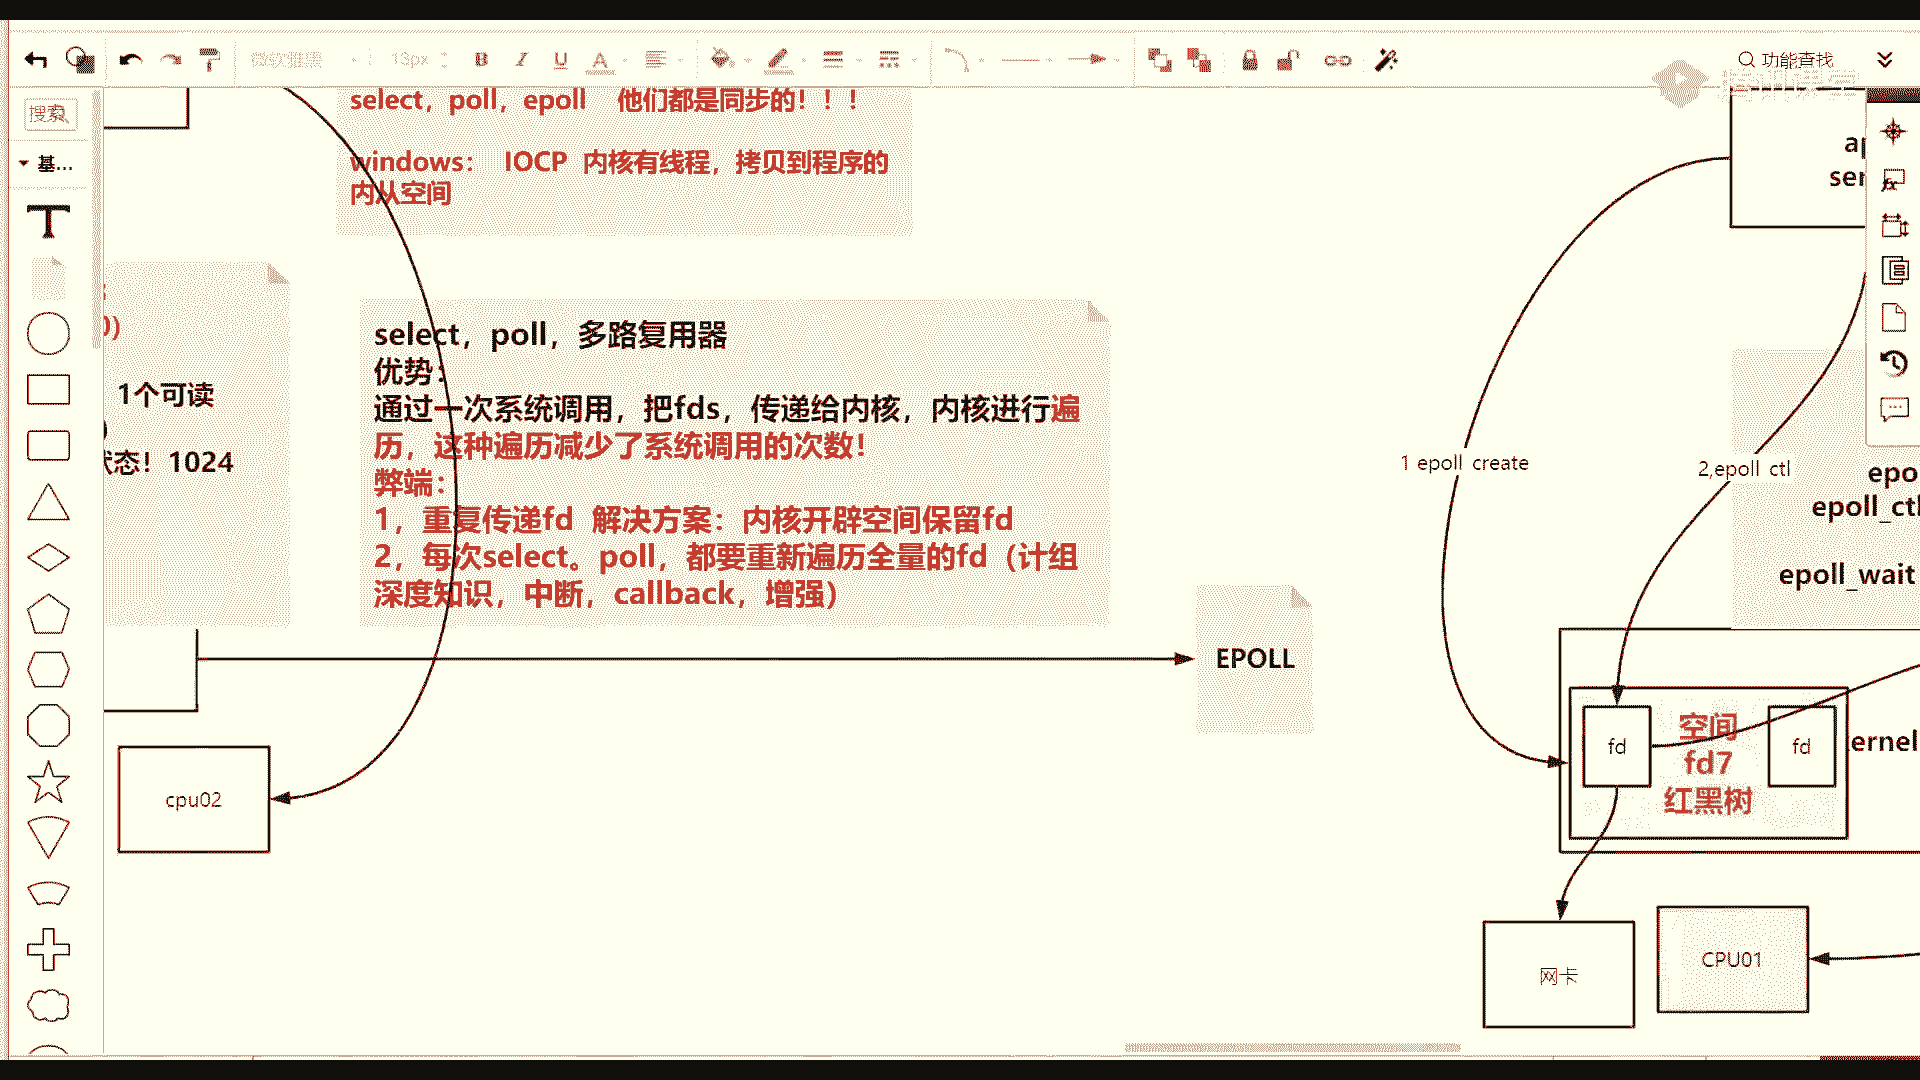 微软雅黑
13px
B
I
U
A
功能查找
腾讯课堂
搜索
基...
T
select，poll，epoll 他们都是同步的！！！
windows： IOCP 内核有线程，拷贝到程序的
内从空间
0)
1个可读
)
状态！1024
select，poll，多路复用器
优势：
通过一次系统调用，把fds，传递给内核，内核进行遍
历，这种遍历减少了系统调用的次数！
弊端：
1，重复传递fd 解决方案：内核开辟空间保留fd
2，每次select。poll，都要重新遍历全量的fd（计组
深度知识，中断，callback，增强）
EPOLL
cpu02
1 epoll create
2,epoll ctl
ap
ser
epo
epoll_ctl
epoll_wait
fd
空间
fd7
红黑树
fd
ernel
网卡
CPU01